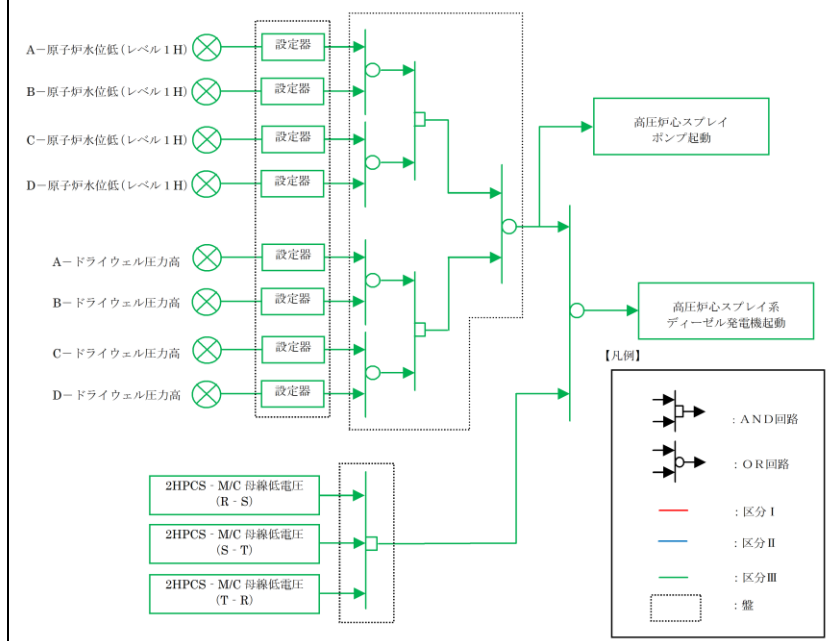 A－原子炉水位低(レベル１H)
設定器
B－原子炉水位低(レベル１H)
設定器
C－原子炉水位低(レベル１H)
設定器
D－原子炉水位低(レベル１H)
設定器
A－ドライウェル圧力高
設定器
B－ドライウェル圧力高
設定器
C－ドライウェル圧力高
設定器
D－ドライウェル圧力高
設定器
高圧炉心スプレイ
ポンプ起動
高圧炉心スプレイ系
ディーゼル発電機起動
2HPCS‐M/C 母線低電圧
(R‐S)
2HPCS‐M/C 母線低電圧
(S‐T)
2HPCS‐M/C 母線低電圧
(T‐R)
【凡例】
：ＡＮＤ回路
：ＯＲ回路
：区分Ⅰ
：区分Ⅱ
：区分Ⅲ
：盤